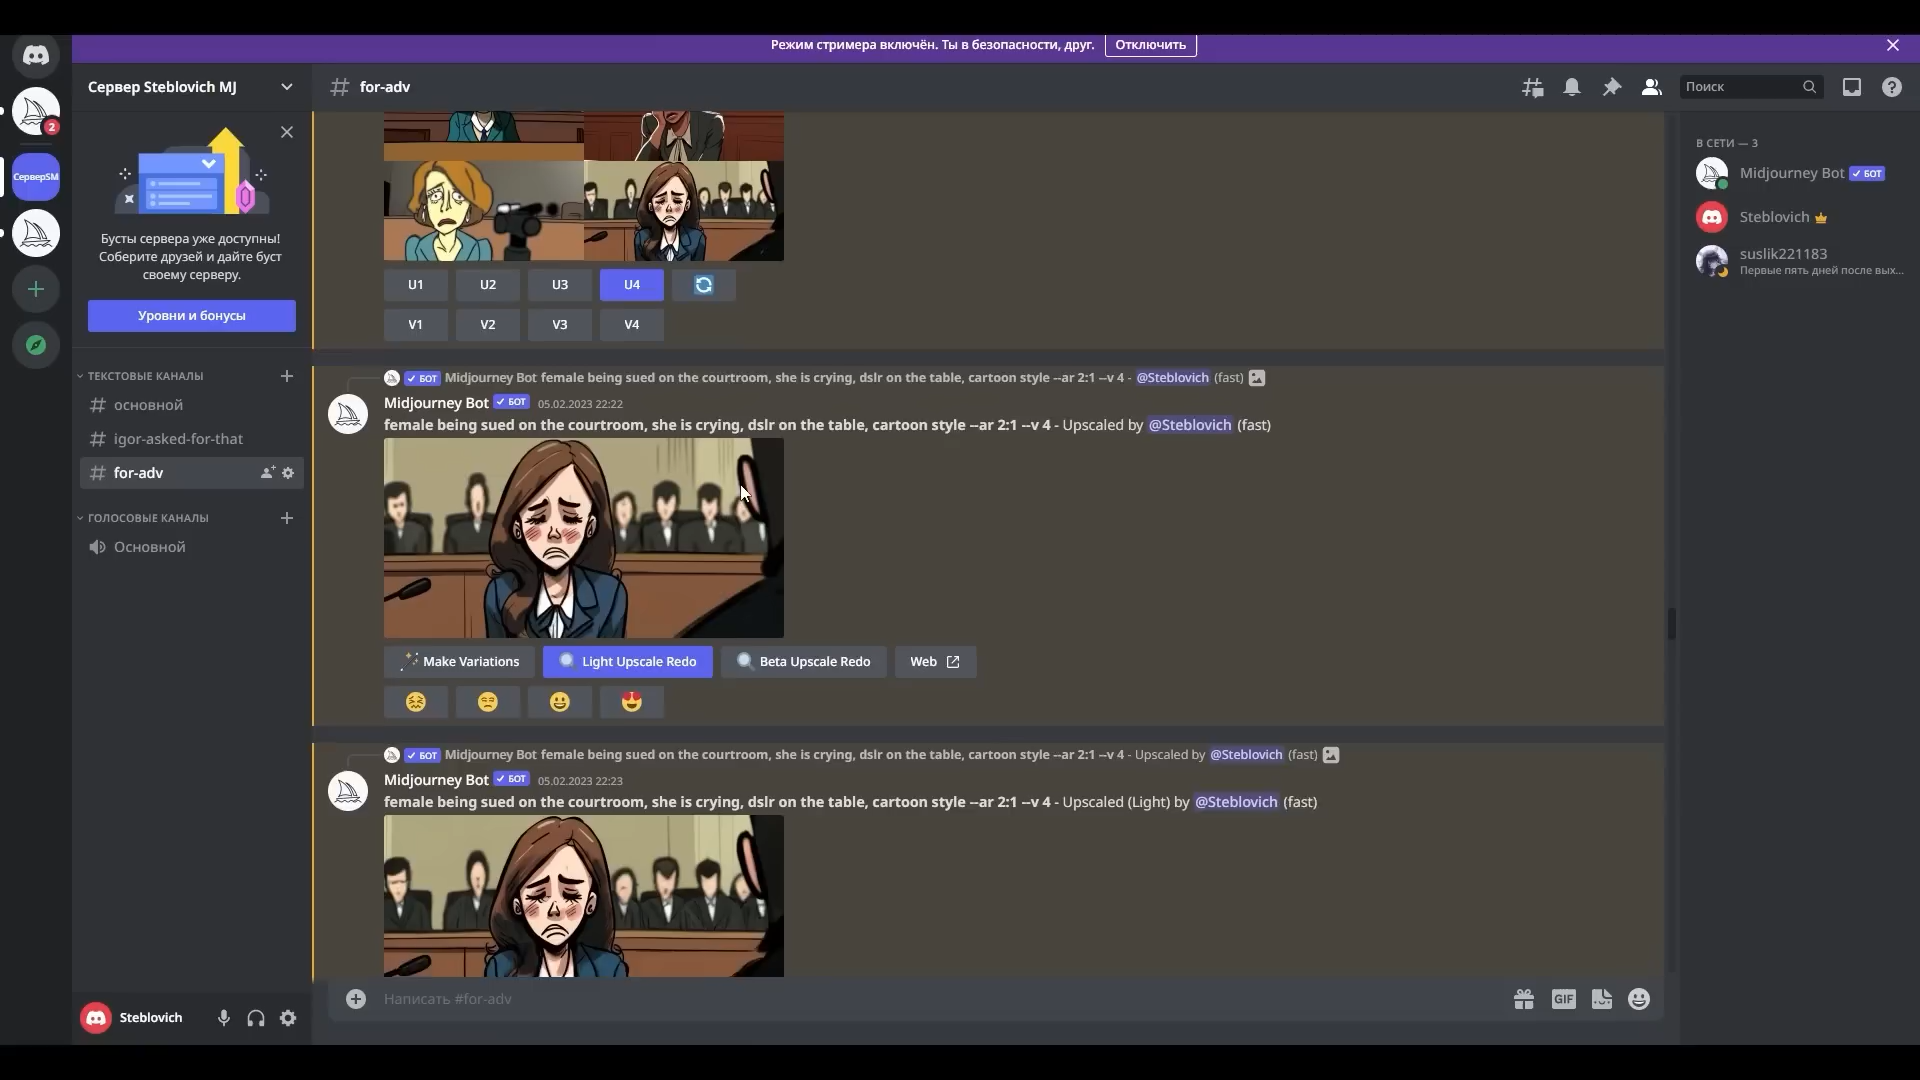 Режим стримера включён. Ты в безопасности, друг. Отключить
2
СерверSM
Сервер Steblovich MJ
Бусты сервера уже доступны!
Соберите друзей и дайте буст
своему серверу.
Уровни и бонусы
ТЕКСТОВЫЕ КАНАЛЫ
основной
igor-asked-for-that
for-adv
ГОЛОСОВЫЕ КАНАЛЫ
Основной
Steblovich
# for-adv
Поиск
U1 U2 U3 U4
V1 V2 V3 V4
БОТ Midjourney Bot female being sued on the courtroom, she is crying, dslr on the table, cartoon style --ar 2:1 --v 4 - @Steblovich (fast)
Midjourney Bot БОТ 05.02.2023 22:22
female being sued on the courtroom, she is crying, dslr on the table, cartoon style --ar 2:1 --v 4 - Upscaled by @Steblovich (fast)
Make Variations Light Upscale Redo Beta Upscale Redo Web
БОТ Midjourney Bot female being sued on the courtroom, she is crying, dslr on the table, cartoon style --ar 2:1 --v 4 - Upscaled by @Steblovich (fast)
Midjourney Bot БОТ 05.02.2023 22:23
female being sued on the courtroom, she is crying, dslr on the table, cartoon style --ar 2:1 --v 4 - Upscaled (Light) by @Steblovich (fast)
Написать #for-adv
GIF
В СЕТИ — 3
Midjourney Bot БОТ
Steblovich
suslik221183
Первые пять дней после вых...